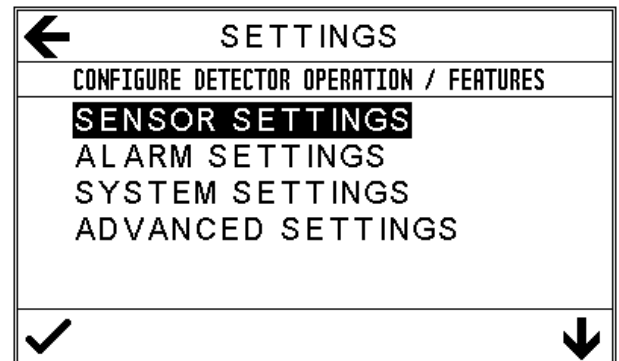 SETTINGS
CONFIGURE DETECTOR OPERATION / FEATURES
SENSOR SETTINGS
ALARM SETTINGS
SYSTEM SETTINGS
ADVANCED SETTINGS